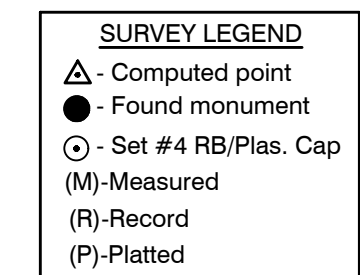 SURVEY LEGEND
- Computed point
- Found monument
- Set #4 RB/Plas. Cap
(M)-Measured
(R)-Record
(P)-Platted